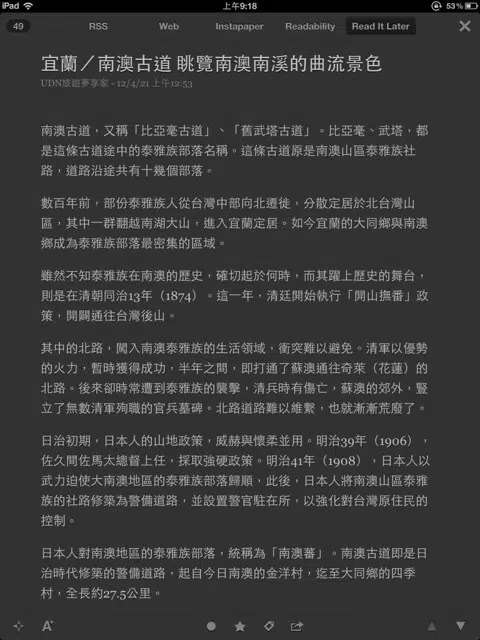 iPad 上午9:18 53%
49 RSS Web Instapaper Readability Read It Later
宜蘭／南澳古道 眺覽南澳南溪的曲流景色
UDN旅遊夢享家 - 12/4/21 上午12:53
南澳古道，又稱「比亞毫古道」、「舊武塔古道」。比亞毫、武塔，都
是這條古道途中的泰雅族部落名稱。這條古道原是南澳山區泰雅族社
路，道路沿途共有十幾個部落。
數百年前，部份泰雅族人從台灣中部向北遷徙，分散定居於北台灣山
區，其中一群翻越南湖大山，進入宜蘭定居。如今宜蘭的大同鄉與南澳
鄉成為泰雅族部落最密集的區域。
雖然不知泰雅族在南澳的歷史，確切起於何時，而其躍上歷史的舞台，
則是在清朝同治13年（1874）。這一年，清廷開始執行「開山撫番」政
策，開闢通往台灣後山。
其中的北路，闖入南澳泰雅族的生活領域，衝突難以避免。清軍以優勢
的火力，暫時獲得成功，半年之間，即打通了蘇澳通往奇萊（花蓮）的
北路。後來卻時常遭到泰雅族的襲擊，清兵時有傷亡，蘇澳的郊外，豎
立了無數清軍殉職的官兵墓碑。北路道路難以維繫，也就漸漸荒廢了。
日治初期，日本人的山地政策，威赫與懷柔並用。明治39年（1906），
佐久間佐馬太總督上任，採取強硬政策。明治41年（1908），日本人以
武力迫使大南澳地區的泰雅族部落歸順，此後，日本人將南澳山區泰雅
族的社路修築為警備道路，並設置警官駐在所，以強化對台灣原住民的
控制。
日本人對南澳地區的泰雅族部落，統稱為「南澳蕃」。南澳古道即是日
治時代修築的警備道路，起自今日南澳的金洋村，迄至大同鄉的四季
村，全長約27.5公里。
A